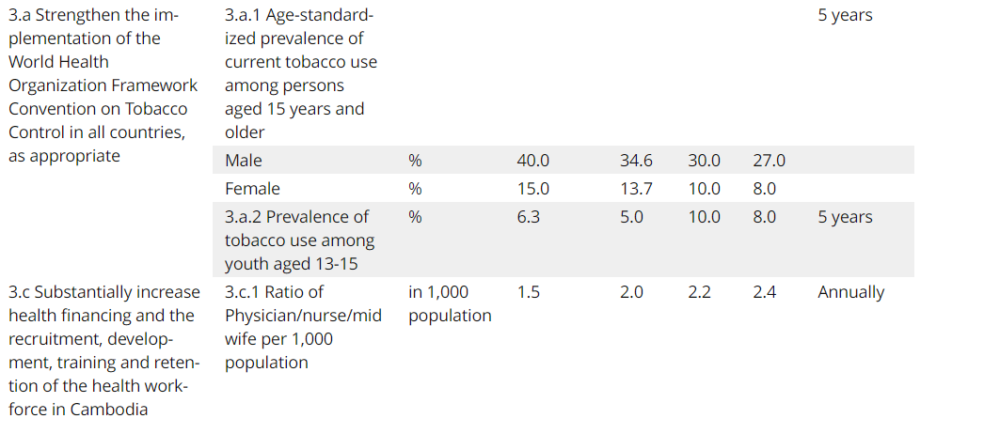 3.a Strengthen the im-
plementation of the
World Health
Organization Framework
Convention on Tobacco
Control in all countries,
as appropriate
3.a.1 Age-standard-
ized prevalence of
current tobacco use
among persons
aged 15 years and
older
5 years
Male % 40.0 34.6 30.0 27.0
Female % 15.0 13.7 10.0 8.0
3.a.2 Prevalence of
tobacco use among
youth aged 13-15
% 6.3 5.0 10.0 8.0 5 years
3.c Substantially increase
health financing and the
recruitment, develop-
ment, training and reten-
tion of the health work-
force in Cambodia
3.c.1 Ratio of
Physician/nurse/mid
wife per 1,000
population
in 1,000
population
1.5 2.0 2.2 2.4 Annually